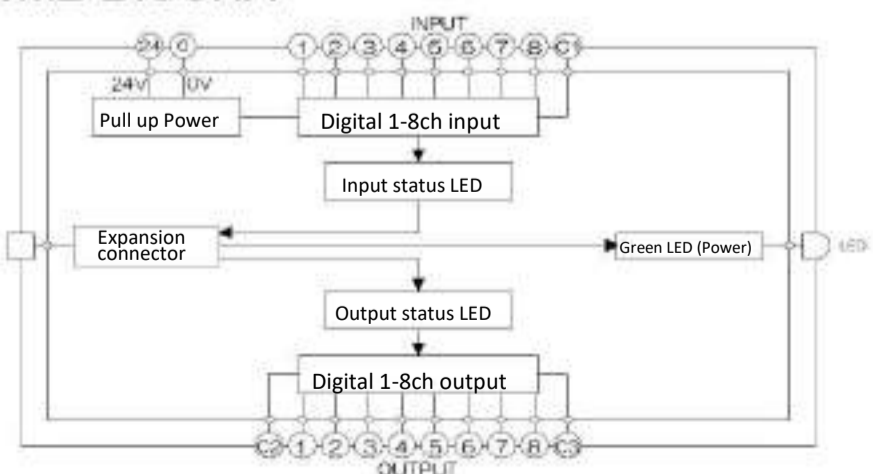 INPUT
24 0 1 2 3 4 5 6 7 8 C1
24V 0V
Pull up Power
Digital 1-8ch input
Input status LED
Expansion
connector
Green LED (Power)
LED
Output status LED
Digital 1-8ch output
C2 1 2 3 4 5 6 7 8 C3
OUTPUT